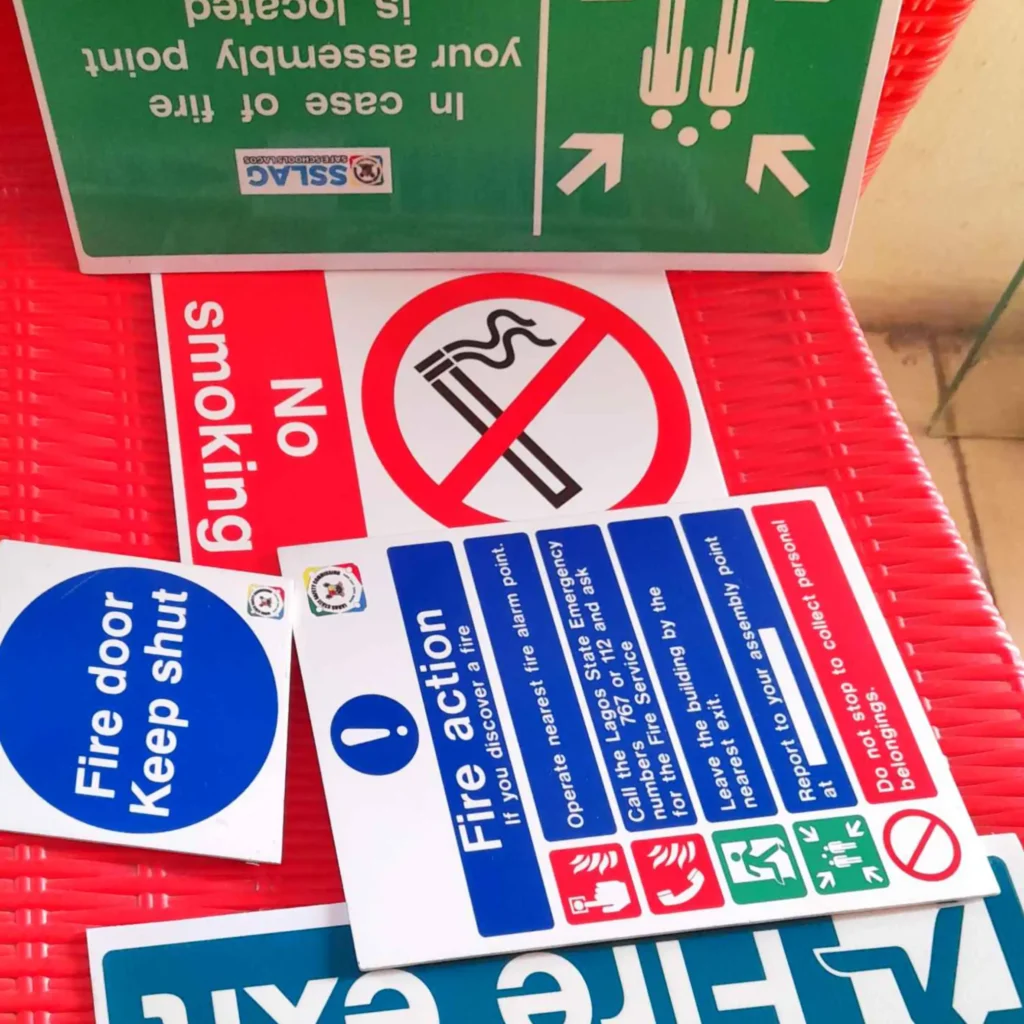 In case of fire
your assembly point
is located
SSLAG
SAFE SCHOOLS LAGOS
No
smoking
Fire door
Keep shut
Fire action
If you discover a fire
Operate nearest fire alarm point.
Call the Lagos State Emergency
numbers 767 or 112 and ask
for the Fire Service
Leave the building by the
nearest exit.
Report to your assembly point
at
Do not stop to collect personal
belongings.
Fire exit